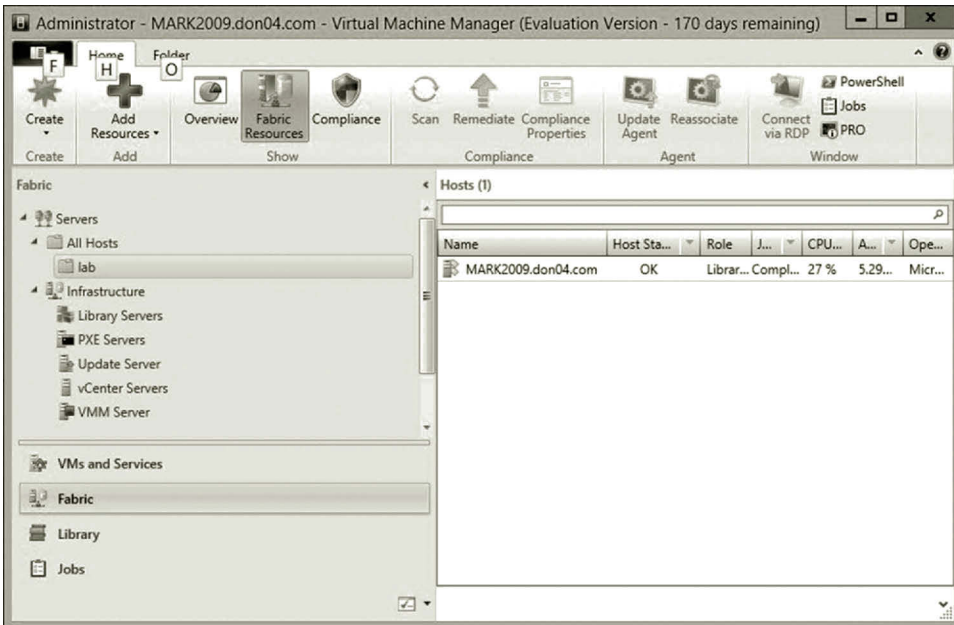 Administrator - MARK2009.don04.com - Virtual Machine Manager (Evaluation Version - 170 days remaining)
Home Folder
F H O
Create Add Resources Overview Fabric Resources Compliance Scan Remediate Compliance Properties Update Agent Reassociate Connect via RDP
PowerShell
Jobs
PRO
Create Add Show Compliance Agent Window
Fabric
Servers
All Hosts
lab
Infrastructure
Library Servers
PXE Servers
Update Server
vCenter Servers
VMM Server
VMs and Services
Fabric
Library
Jobs
Hosts (1)
Name Host Sta... Role J... CPU... A... Ope...
MARK2009.don04.com OK Librar... Compl... 27 % 5.29... Micr...